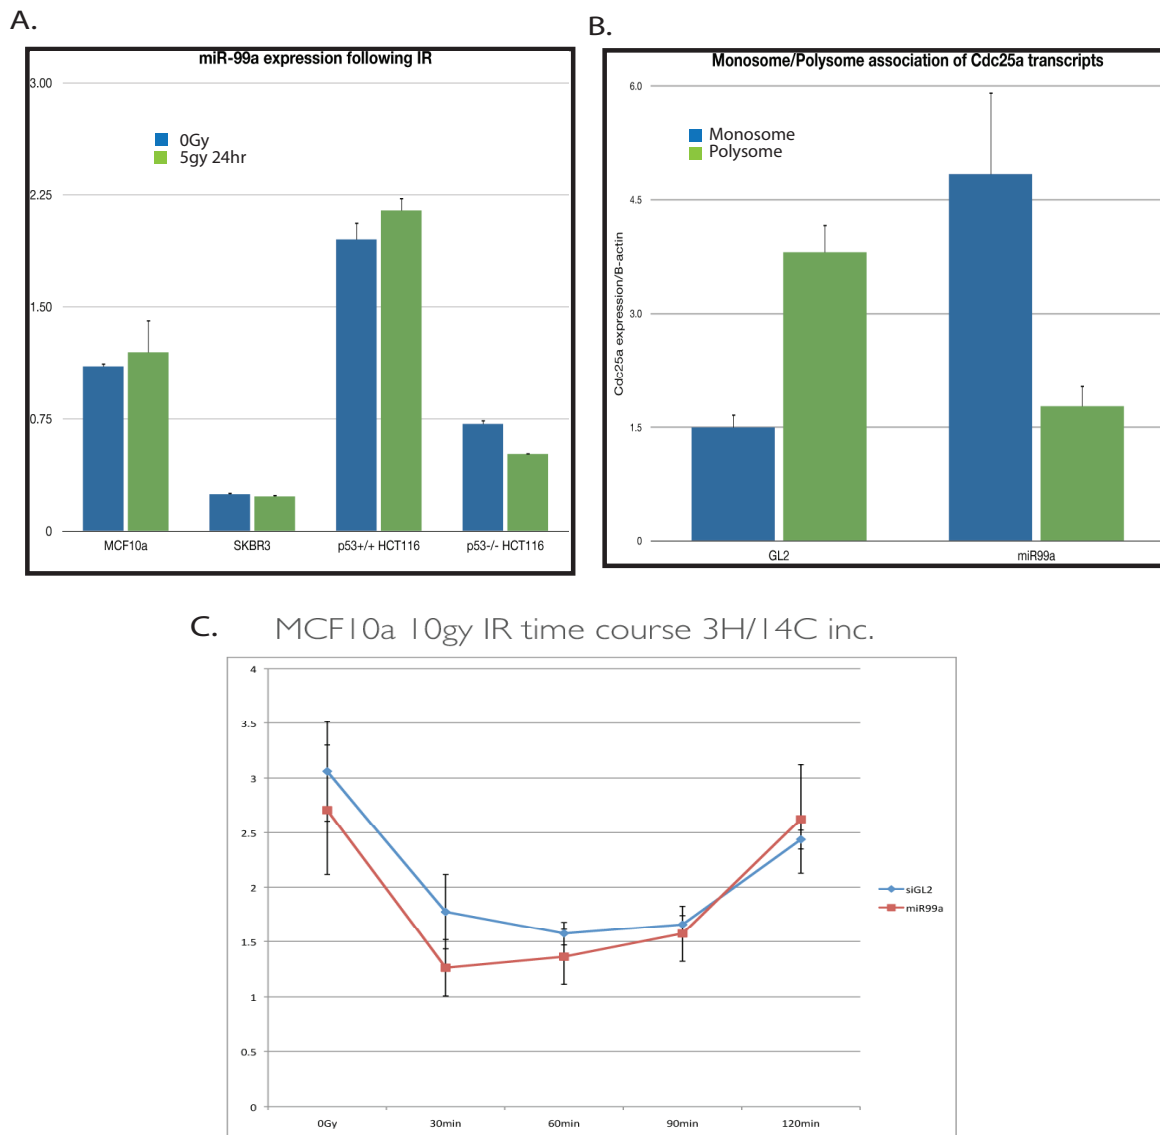 A.
miR-99a expression following IR
3.00
0Gy
5gy 24hr
2.25
1.50
0.75
0
MCF10a
SKBR3
p53+/+ HCT116
p53-/- HCT116
B.
Monosome/Polysome association of Cdc25a transcripts
6.0
Monosome
Polysome
4.5
3.0
1.5
0
Cdc25a expression/B-actin
GL2
miR99a
C.
MCF10a 10gy IR time course 3H/14C inc.
4
3.5
3
2.5
2
1.5
1
0.5
0
0Gy
30min
60min
90min
120min
siGL2
miR99a